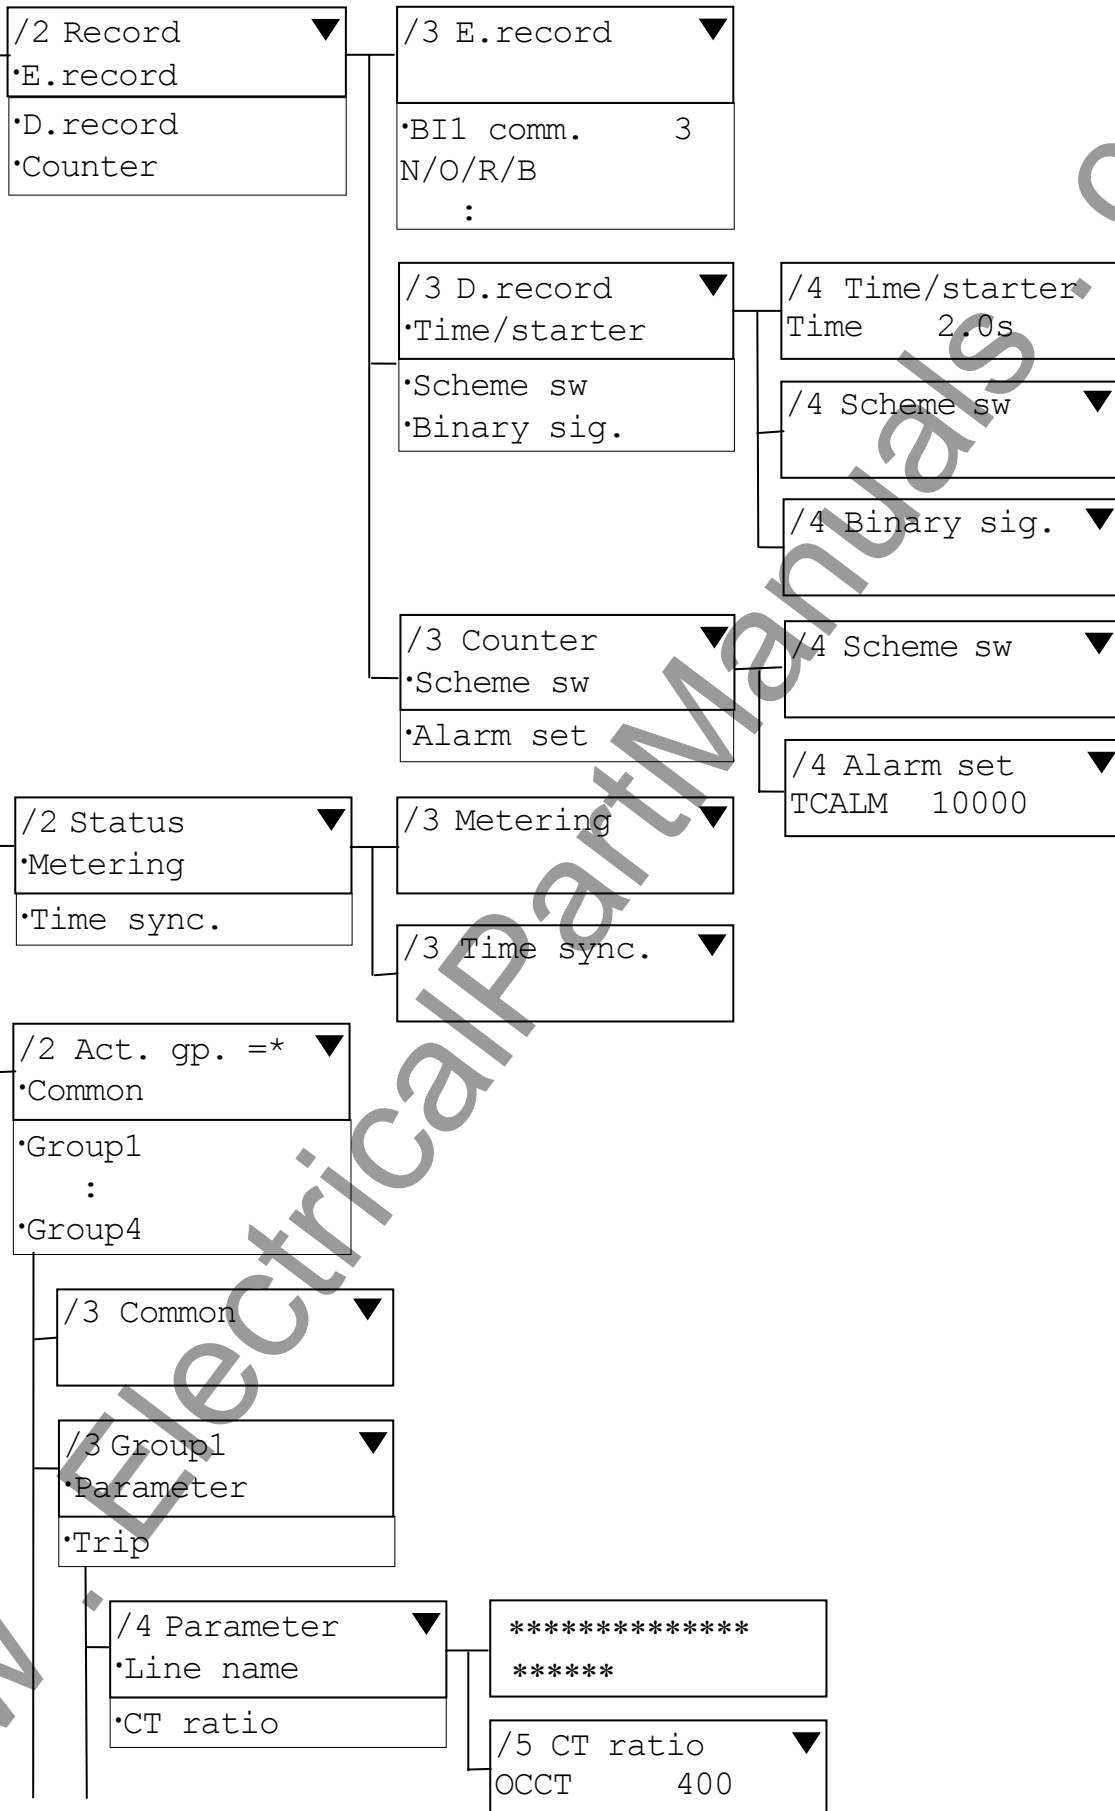 /2 Record ▼
·E.record
·D.record
·Counter
/3 E.record ▼
·BI1 comm. 3
N/O/R/B
:
/3 D.record ▼
·Time/starter
·Scheme sw
·Binary sig.
/4 Time/starter
Time 2.0s
/4 Scheme sw ▼
/4 Binary sig. ▼
/3 Counter ▼
·Scheme sw
·Alarm set
/4 Scheme sw ▼
/4 Alarm set ▼
TCALM 10000
/2 Status ▼
·Metering
·Time sync.
/3 Metering ▼
/3 Time sync. ▼
/2 Act. gp. =* ▼
·Common
·Group1
:
·Group4
/3 Common ▼
/3 Group1 ▼
·Parameter
·Trip
/4 Parameter ▼
·Line name
·CT ratio
**************
******
/5 CT ratio ▼
OCCT 400
w . ElectricalPartManuals . c